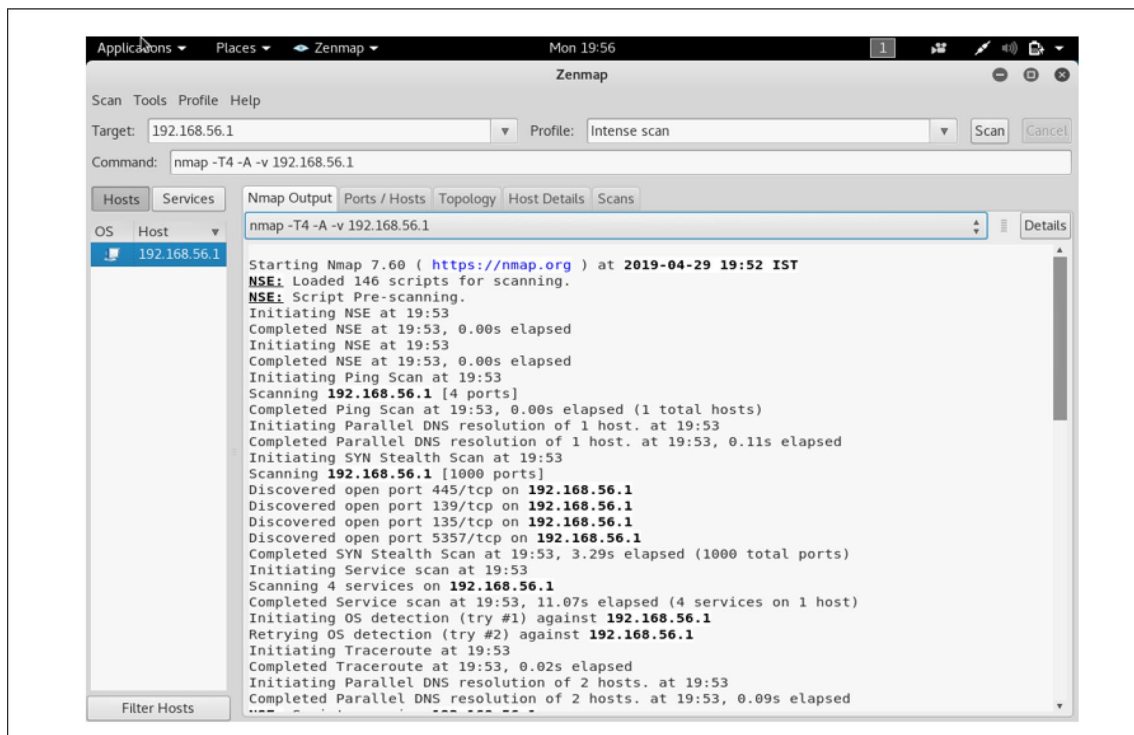 Applications Places Zenmap Mon 19:56 1
Zenmap
Scan Tools Profile Help
Target: 192.168.56.1 Profile: Intense scan Scan Cancel
Command: nmap -T4 -A -v 192.168.56.1
Hosts Services Nmap Output Ports / Hosts Topology Host Details Scans
OS Host nmap -T4 -A -v 192.168.56.1 Details
192.168.56.1
Starting Nmap 7.60 ( https://nmap.org ) at 2019-04-29 19:52 IST
NSE: Loaded 146 scripts for scanning.
NSE: Script Pre-scanning.
Initiating NSE at 19:53
Completed NSE at 19:53, 0.00s elapsed
Initiating NSE at 19:53
Completed NSE at 19:53, 0.00s elapsed
Initiating Ping Scan at 19:53
Scanning 192.168.56.1 [4 ports]
Completed Ping Scan at 19:53, 0.00s elapsed (1 total hosts)
Initiating Parallel DNS resolution of 1 host. at 19:53
Completed Parallel DNS resolution of 1 host. at 19:53, 0.11s elapsed
Initiating SYN Stealth Scan at 19:53
Scanning 192.168.56.1 [1000 ports]
Discovered open port 445/tcp on 192.168.56.1
Discovered open port 139/tcp on 192.168.56.1
Discovered open port 135/tcp on 192.168.56.1
Discovered open port 5357/tcp on 192.168.56.1
Completed SYN Stealth Scan at 19:53, 3.29s elapsed (1000 total ports)
Initiating Service scan at 19:53
Scanning 4 services on 192.168.56.1
Completed Service scan at 19:53, 11.07s elapsed (4 services on 1 host)
Initiating OS detection (try #1) against 192.168.56.1
Retrying OS detection (try #2) against 192.168.56.1
Initiating Traceroute at 19:53
Completed Traceroute at 19:53, 0.02s elapsed
Initiating Parallel DNS resolution of 2 hosts. at 19:53
Completed Parallel DNS resolution of 2 hosts. at 19:53, 0.09s elapsed
Filter Hosts